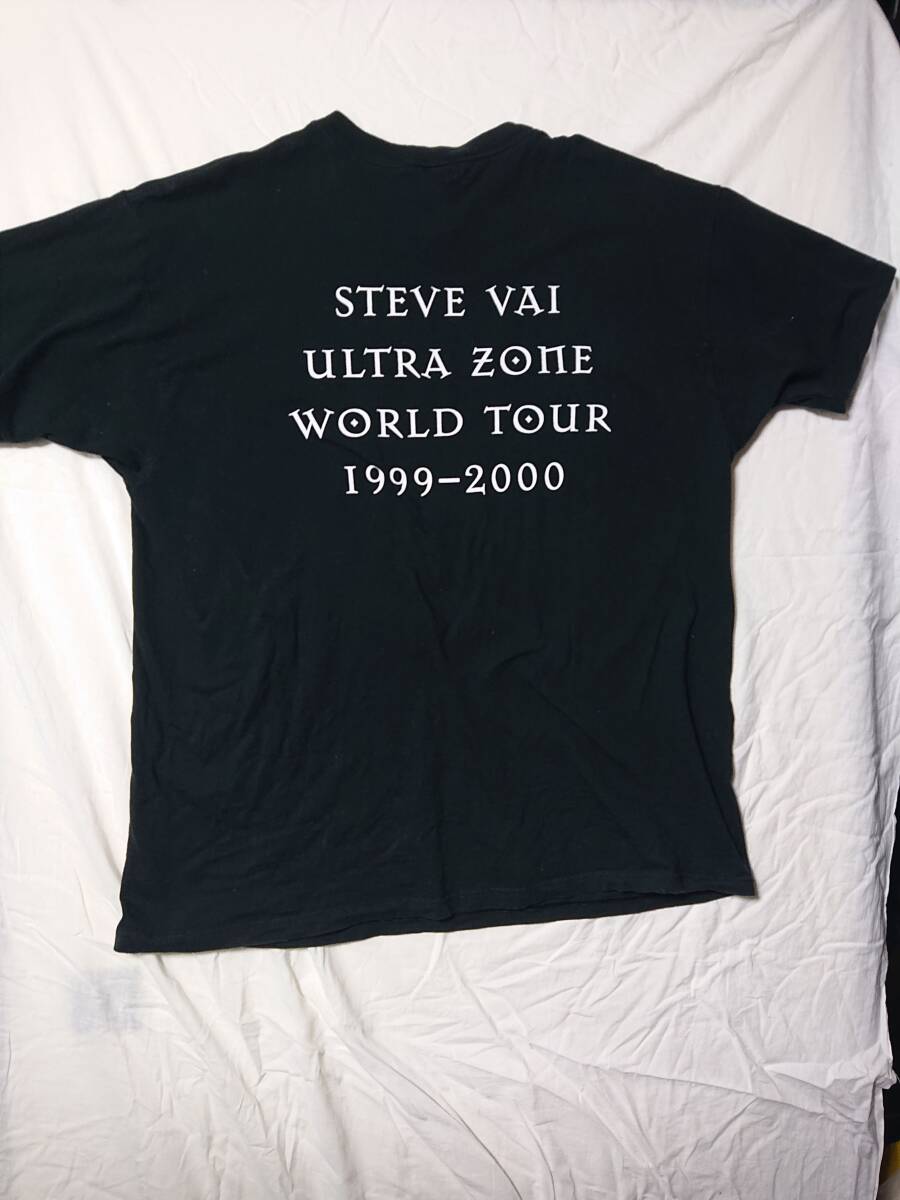 STEVE VAI
ULTRA ZONE
WORLD TOUR
1999-2000